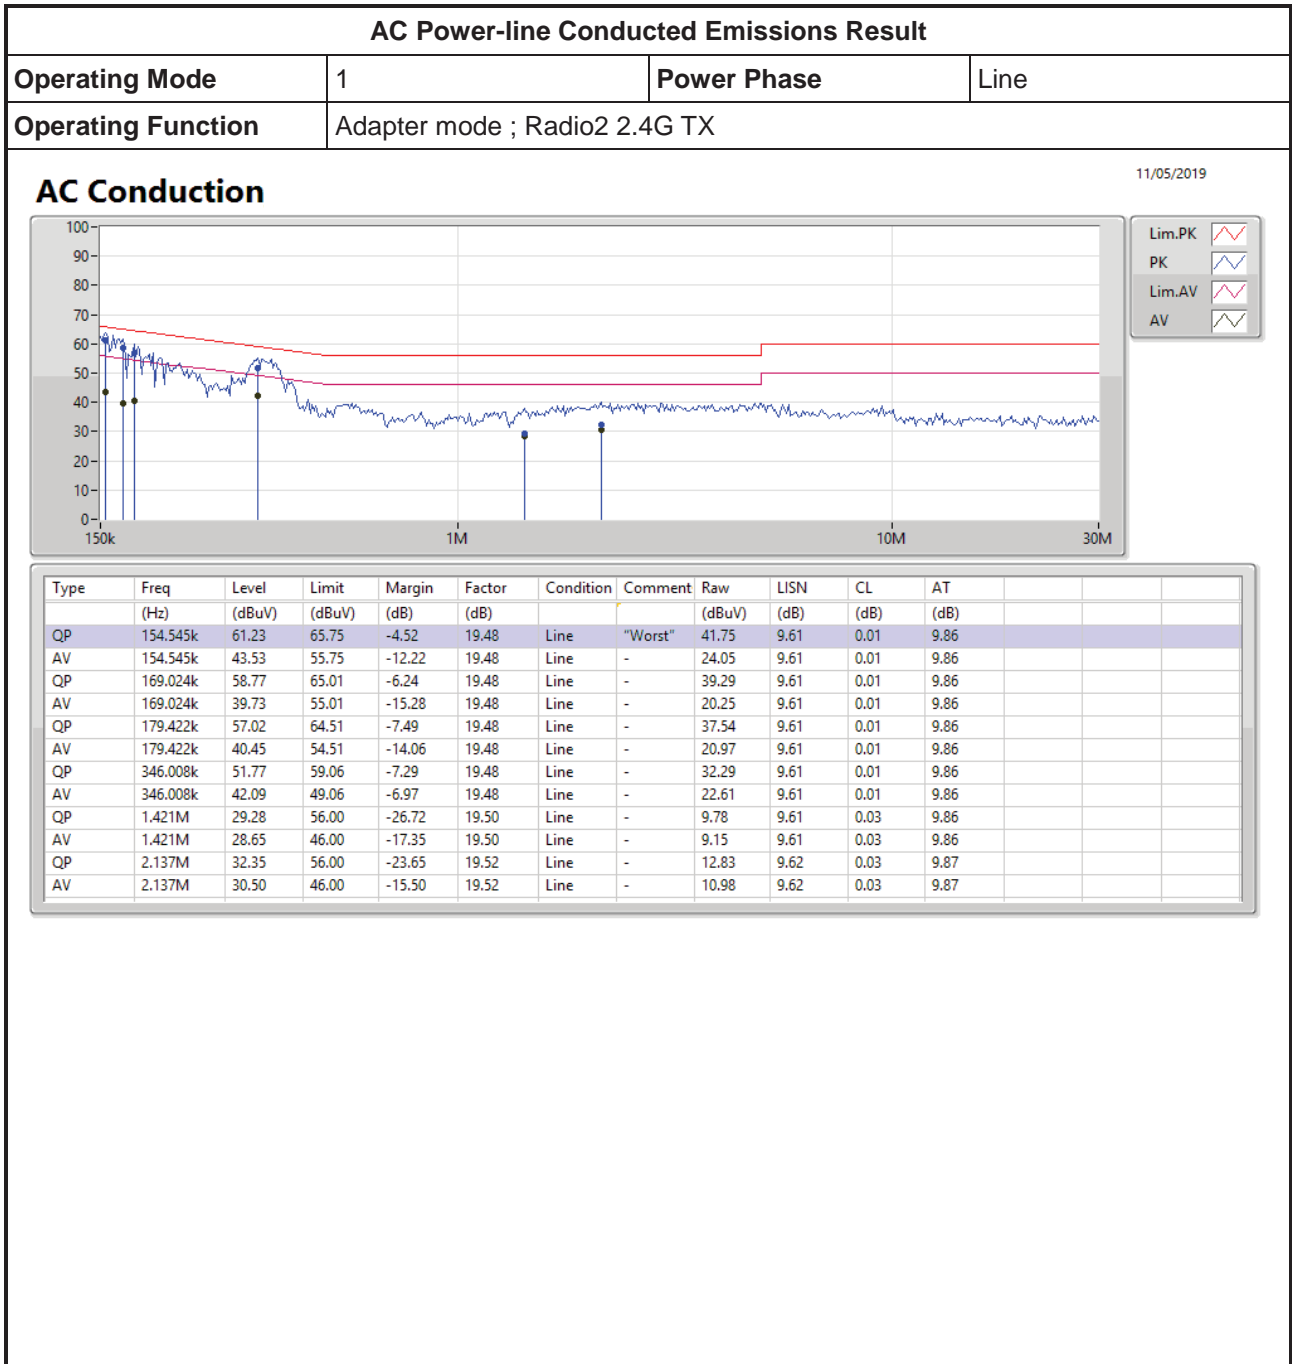 AC Power-line Conducted Emissions Result
Operating Mode 1 Power Phase Line
Operating Function Adapter mode ; Radio2 2.4G TX
11/05/2019
AC Conduction
100
90
80
70
60
50
40
30
20
10
0
150k 1M 10M 30M
Lim.PK
PK
Lim.AV
AV
Type Freq Level Limit Margin Factor Condition Comment Raw LISN CL AT
(Hz) (dBuV) (dBuV) (dB) (dB) (dBuV) (dB) (dB) (dB)
QP 154.545k 61.23 65.75 -4.52 19.48 Line "Worst" 41.75 9.61 0.01 9.86
AV 154.545k 43.53 55.75 -12.22 19.48 Line - 24.05 9.61 0.01 9.86
QP 169.024k 58.77 65.01 -6.24 19.48 Line - 39.29 9.61 0.01 9.86
AV 169.024k 39.73 55.01 -15.28 19.48 Line - 20.25 9.61 0.01 9.86
QP 179.422k 57.02 64.51 -7.49 19.48 Line - 37.54 9.61 0.01 9.86
AV 179.422k 40.45 54.51 -14.06 19.48 Line - 20.97 9.61 0.01 9.86
QP 346.008k 51.77 59.06 -7.29 19.48 Line - 32.29 9.61 0.01 9.86
AV 346.008k 42.09 49.06 -6.97 19.48 Line - 22.61 9.61 0.01 9.86
QP 1.421M 29.28 56.00 -26.72 19.50 Line - 9.78 9.61 0.03 9.86
AV 1.421M 28.65 46.00 -17.35 19.50 Line - 9.15 9.61 0.03 9.86
QP 2.137M 32.35 56.00 -23.65 19.52 Line - 12.83 9.62 0.03 9.87
AV 2.137M 30.50 46.00 -15.50 19.52 Line - 10.98 9.62 0.03 9.87